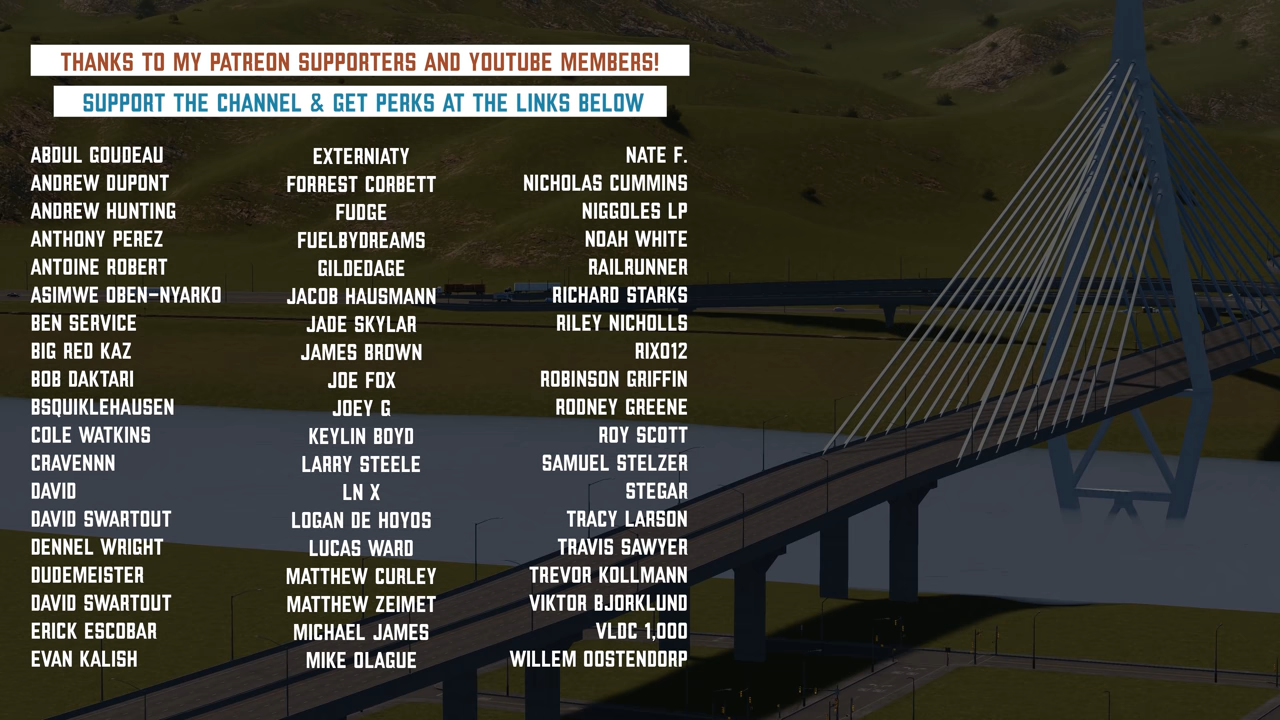 THANKS TO MY PATREON SUPPORTERS AND YOUTUBE MEMBERS!
SUPPORT THE CHANNEL & GET PERKS AT THE LINKS BELOW
ABDUL GOUDEAU
ANDREW DUPONT
ANDREW HUNTING
ANTHONY PEREZ
ANTOINE ROBERT
ASIMWE OBEN-NYARKO
BEN SERVICE
BIG RED KAZ
BOB DAKTARI
BSQUIKLEHAUSEN
COLE WATKINS
CRAVENNN
DAVID
DAVID SWARTOUT
DENNEL WRIGHT
DUDEMEISTER
DAVID SWARTOUT
ERICK ESCOBAR
EVAN KALISH
EXTERNIATY
FORREST CORBETT
FUDGE
FUELBYDREAMS
GILDEDAGE
JACOB HAUSMANN
JADE SKYLAR
JAMES BROWN
JOE FOX
JOEY G
KEYLIN BOYD
LARRY STEELE
LN X
LOGAN DE HOYOS
LUCAS WARD
MATTHEW CURLEY
MATTHEW ZEIMET
MICHAEL JAMES
MIKE OLAGUE
NATE F.
NICHOLAS CUMMINS
NIGGOLES LP
NOAH WHITE
RAILRUNNER
RICHARD STARKS
RILEY NICHOLLS
RIXO12
ROBINSON GRIFFIN
RODNEY GREENE
ROY SCOTT
SAMUEL STELZER
STEGAR
TRACY LARSON
TRAVIS SAWYER
TREVOR KOLLMANN
VIKTOR BJORKLUND
VLDC 1,000
WILLEM OOSTENDORP